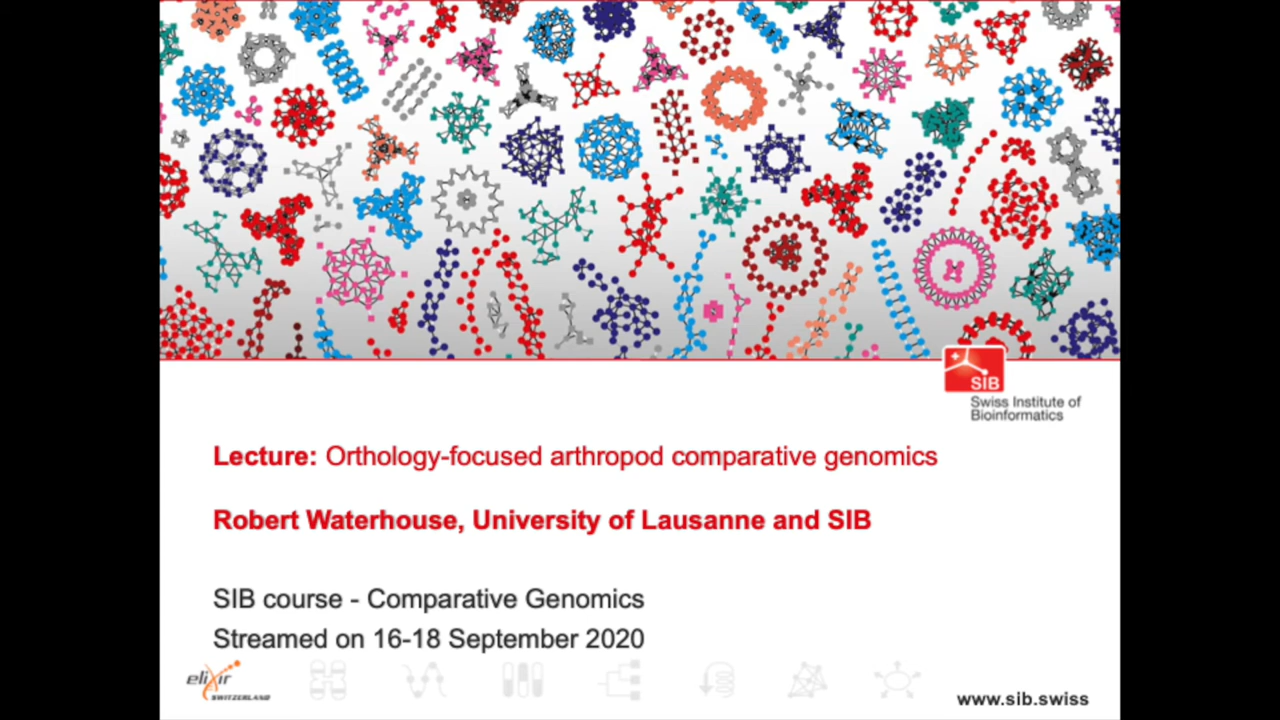 SIB
Swiss Institute of
Bioinformatics
Lecture: Orthology-focused arthropod comparative genomics
Robert Waterhouse, University of Lausanne and SIB
SIB course - Comparative Genomics
Streamed on 16-18 September 2020
elixir
SWITZERLAND
www.sib.swiss